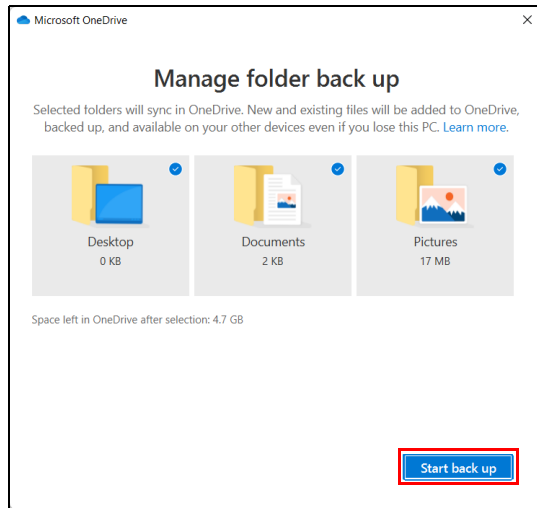 Microsoft OneDrive
Manage folder back up
Selected folders will sync in OneDrive. New and existing files will be added to OneDrive,
backed up, and available on your other devices even if you lose this PC. Learn more.
Desktop
0 KB
Documents
2 KB
Pictures
17 MB
Space left in OneDrive after selection: 4.7 GB
Start back up